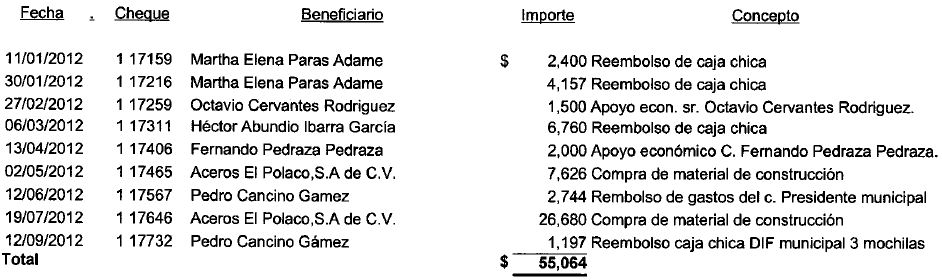 Fecha . Cheque Beneficiario Importe Concepto
11/01/2012 1 17159 Martha Elena Paras Adame $ 2,400 Reembolso de caja chica
30/01/2012 1 17216 Martha Elena Paras Adame 4,157 Reembolso de caja chica
27/02/2012 1 17259 Octavio Cervantes Rodriguez 1,500 Apoyo econ. sr. Octavio Cervantes Rodriguez.
06/03/2012 1 17311 Héctor Abundio Ibarra García 6,760 Reembolso de caja chica
13/04/2012 1 17406 Fernando Pedraza Pedraza 2,000 Apoyo económico C. Fernando Pedraza Pedraza.
02/05/2012 1 17465 Aceros El Polaco,S.A de C.V. 7,626 Compra de material de construcción
12/06/2012 1 17567 Pedro Cancino Gamez 2,744 Rembolso de gastos del c. Presidente municipal
19/07/2012 1 17646 Aceros El Polaco,S.A de C.V. 26,680 Compra de material de construcción
12/09/2012 1 17732 Pedro Cancino Gámez 1,197 Reembolso caja chica DIF municipal 3 mochilas
Total $ 55,064